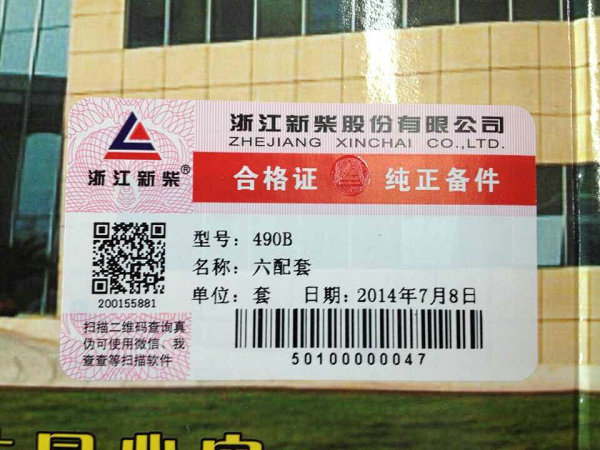 浙江新柴股份有限公司
ZHEJIANG XINCHAI CO.,LTD.
浙江新柴®
合格证 纯正备件
型号：490B
名称：六配套
单位：套 日期：2014年7月8日
200155881
扫描二维码查询真
伪可使用微信、我
查查等扫描软件
50100000047